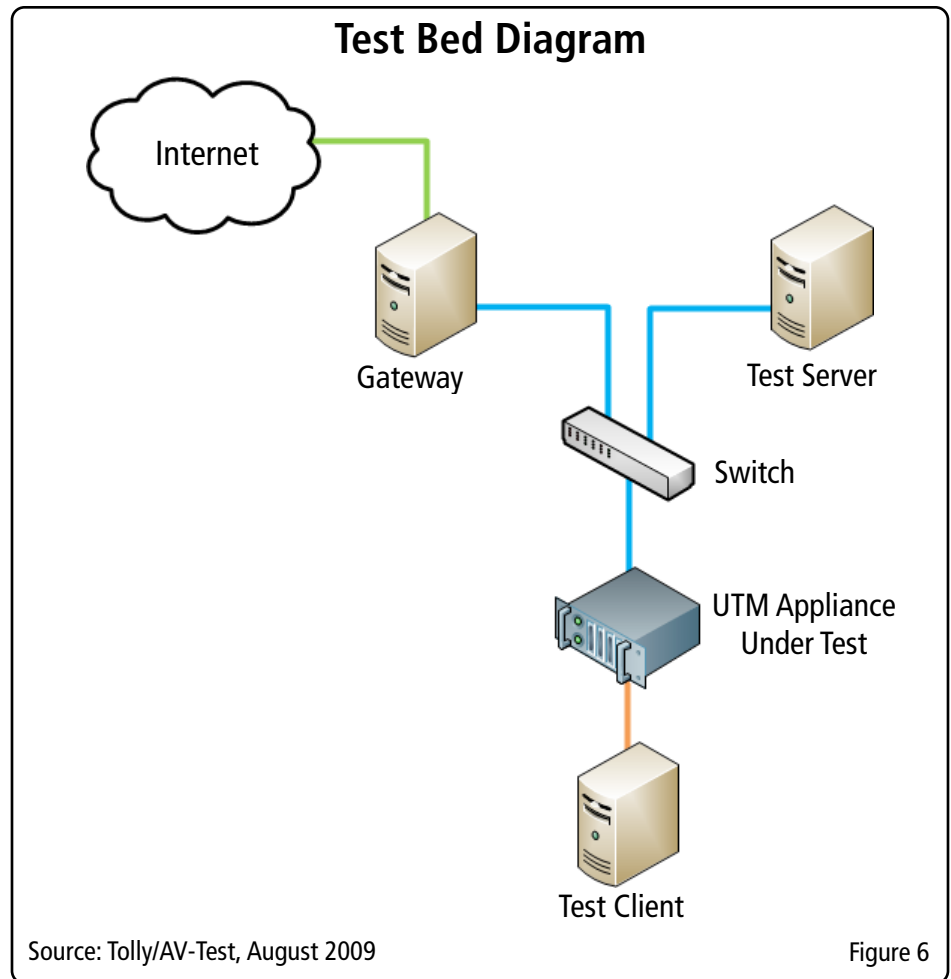 Test Bed Diagram
Internet
Gateway
Test Server
Switch
UTM Appliance
Under Test
Test Client
Source: Tolly/AV-Test, August 2009
Figure 6